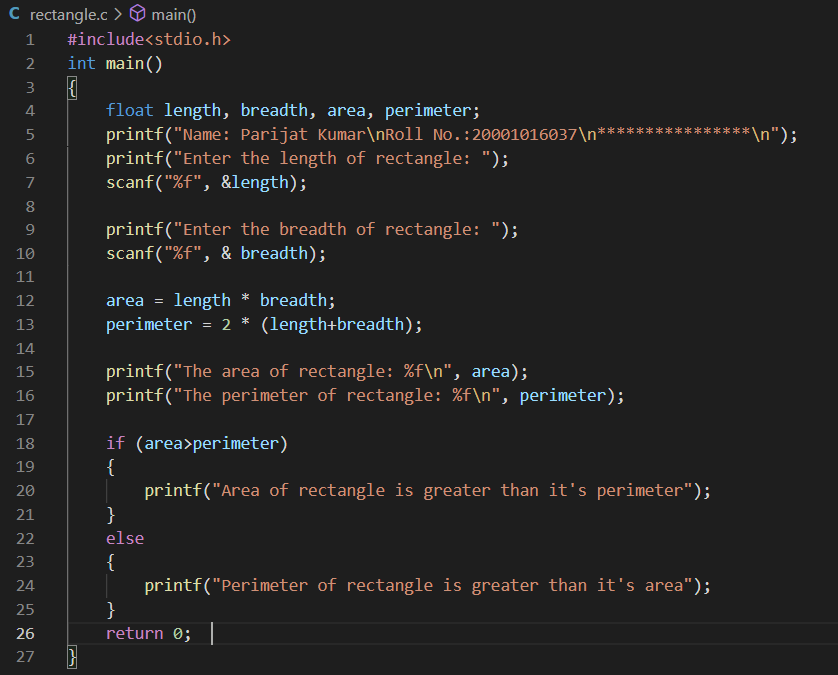 C rectangle.c > main()
1 #include<stdio.h>
2 int main()
3 {
4     float length, breadth, area, perimeter;
5     printf("Name: Parijat Kumar\nRoll No.:20001016037\n****************\n");
6     printf("Enter the length of rectangle: ");
7     scanf("%f", &length);
8
9     printf("Enter the breadth of rectangle: ");
10     scanf("%f", & breadth);
11
12     area = length * breadth;
13     perimeter = 2 * (length+breadth);
14
15     printf("The area of rectangle: %f\n", area);
16     printf("The perimeter of rectangle: %f\n", perimeter);
17
18     if (area>perimeter)
19     {
20         printf("Area of rectangle is greater than it's perimeter");
21     }
22     else
23     {
24         printf("Perimeter of rectangle is greater than it's area");
25     }
26     return 0;
27 }